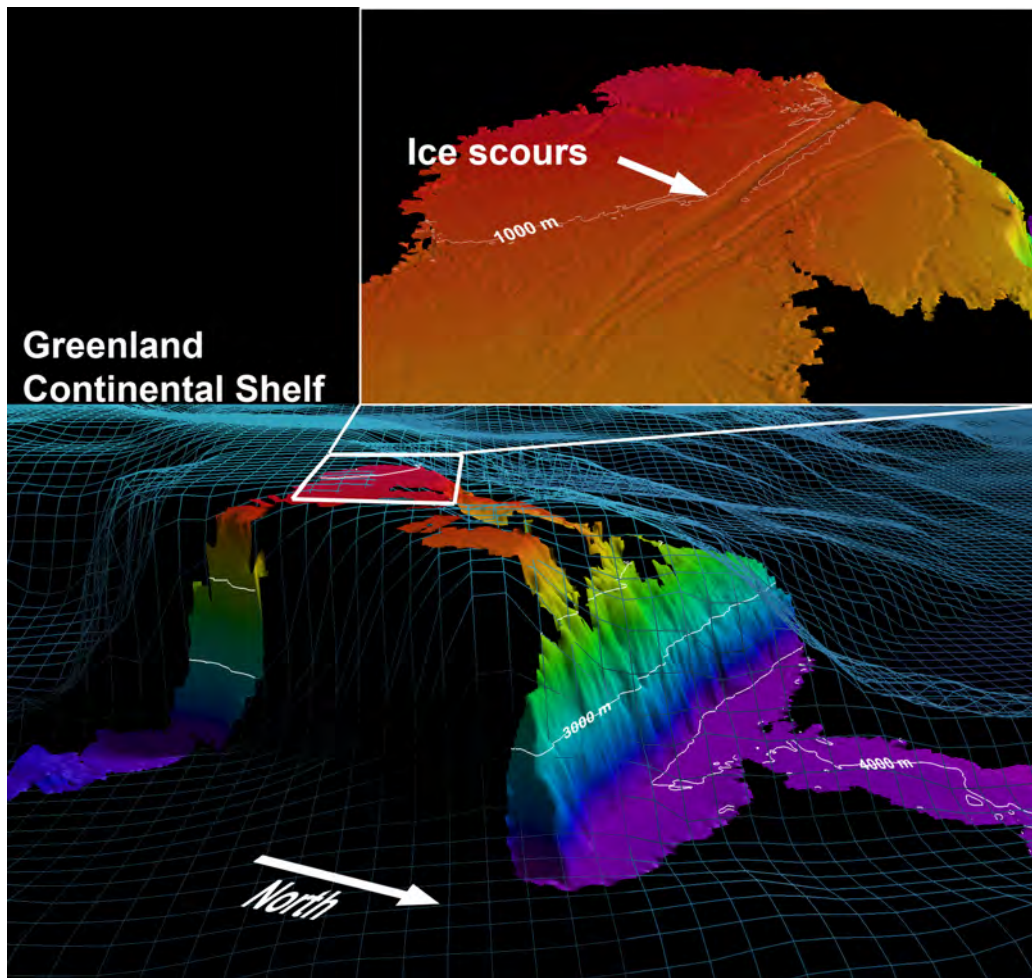 Ice scours
1000 m
Greenland
Continental Shelf
3000 m
4000 m
North